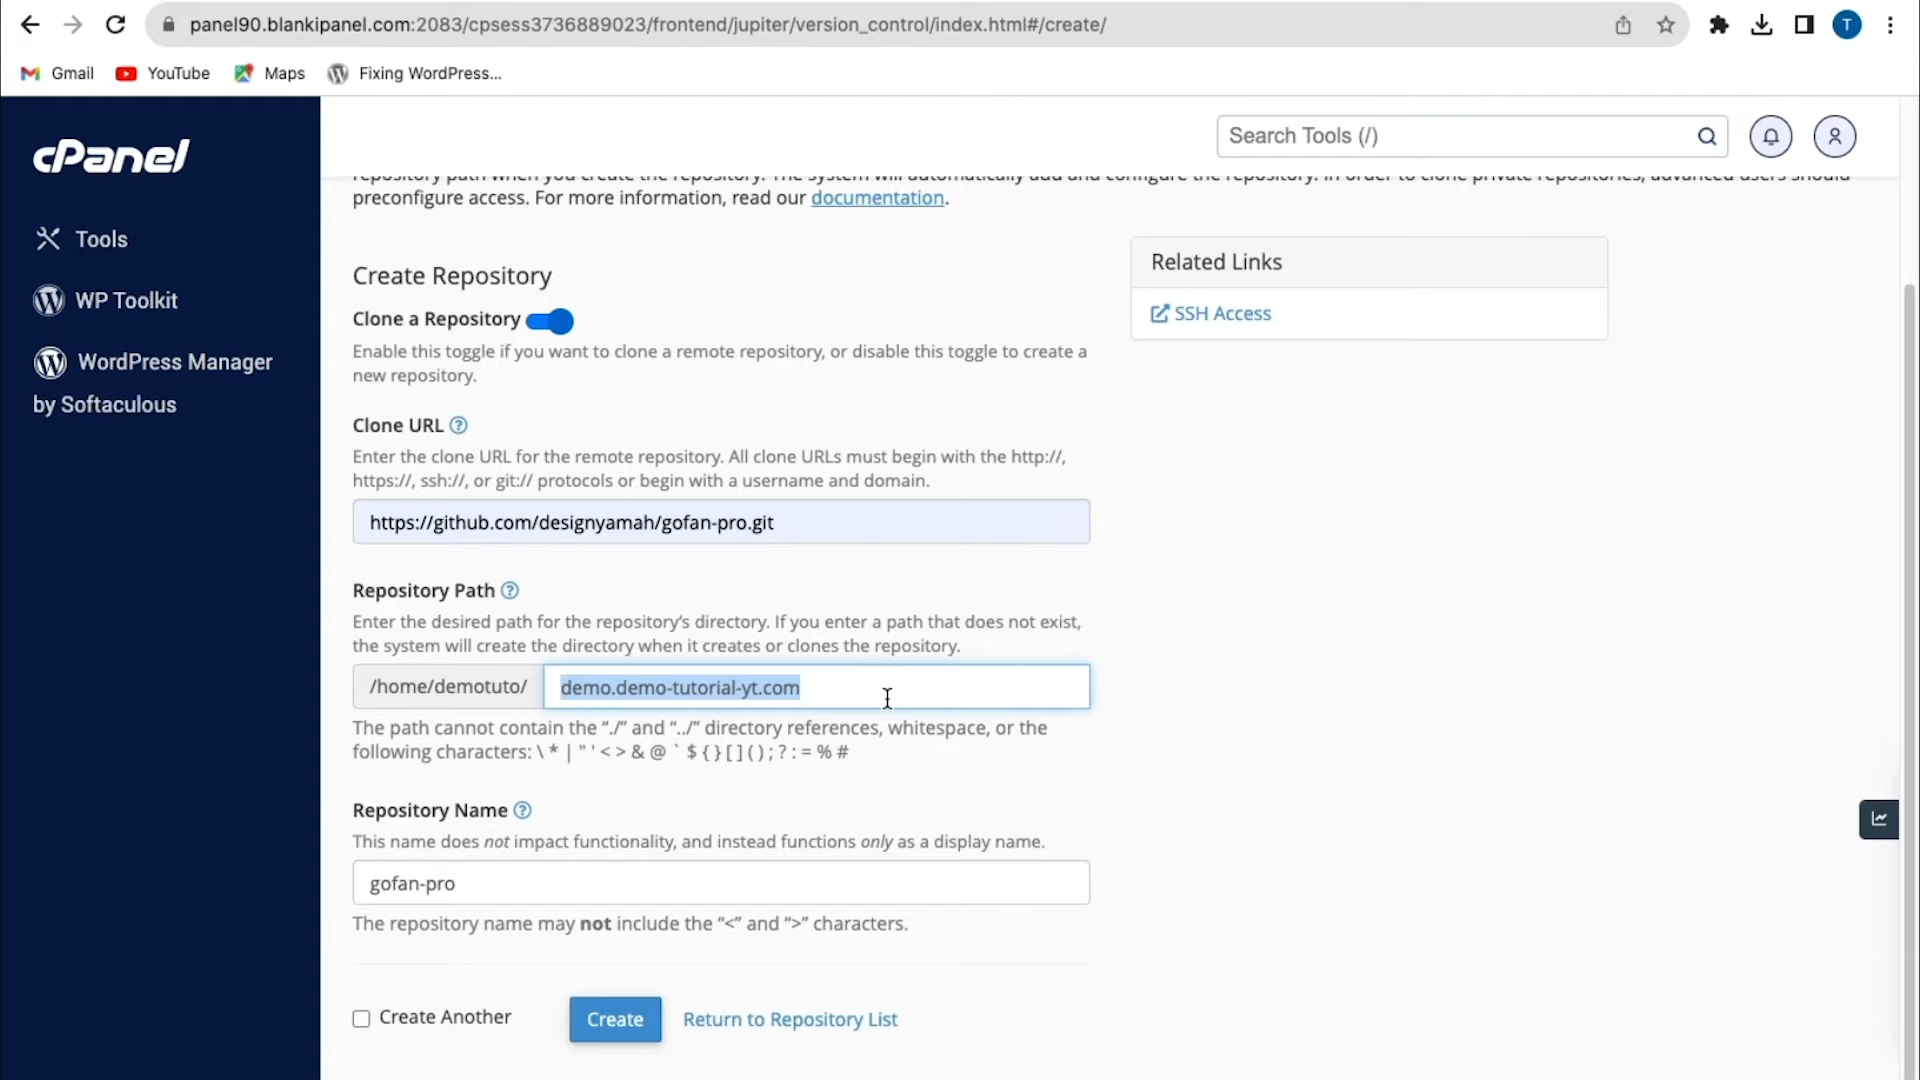 panel90.blankipanel.com:2083/cpsess3736889023/frontend/jupiter/version_control/index.html#/create/
T
Gmail
YouTube
Maps
Fixing WordPress...
cPanel
Search Tools (/)
Tools
WP Toolkit
WordPress Manager
by Softaculous
repository path when you create the repository. The system will automatically add and configure the repository. In order to clone private repositories, advanced users should
preconfigure access. For more information, read our documentation.
Create Repository
Related Links
SSH Access
Clone a Repository
Enable this toggle if you want to clone a remote repository, or disable this toggle to create a
new repository.
Clone URL ?
Enter the clone URL for the remote repository. All clone URLs must begin with the http://,
https://, ssh://, or git:// protocols or begin with a username and domain.
https://github.com/designyamah/gofan-pro.git
Repository Path ?
Enter the desired path for the repository's directory. If you enter a path that does not exist,
the system will create the directory when it creates or clones the repository.
/home/demotuto/ demo.demo-tutorial-yt.com
The path cannot contain the “./” and “../” directory references, whitespace, or the
following characters: \ * | " ' < > & @ ` $ { } [ ] ( ) ; ? : = % #
Repository Name ?
This name does not impact functionality, and instead functions only as a display name.
gofan-pro
The repository name may not include the “<” and “>” characters.
Create Another
Create
Return to Repository List